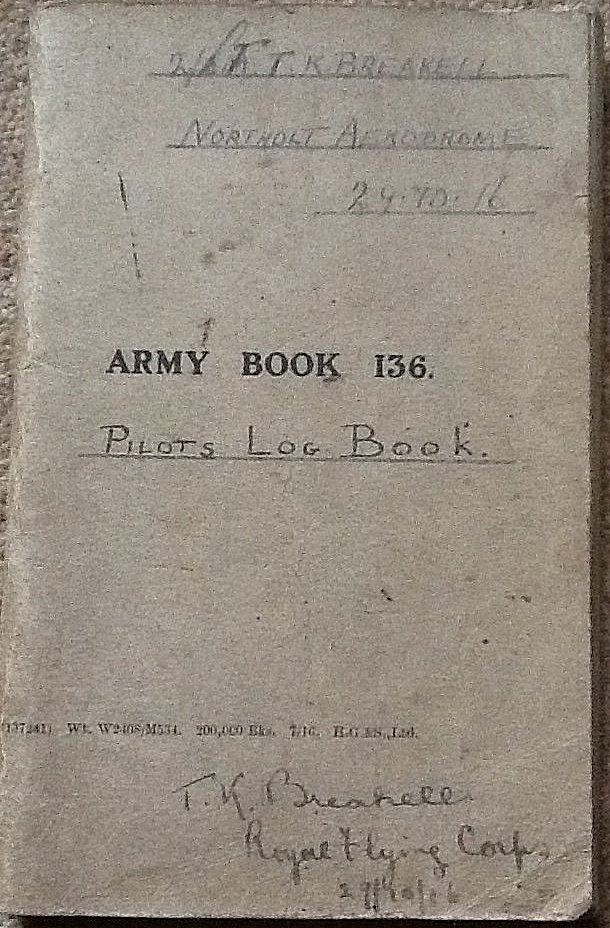 2/Lt T. K BREAKELL
NORTHOLT AERODROME
29.10.16
ARMY BOOK 136.
PILOTS LOG BOOK.
137241) Wt. W2408/M534. 200,000 Bks. 7/16. H.G.&S., Ltd.
T. K. Breakell
Royal Flying Corps
29/10/16